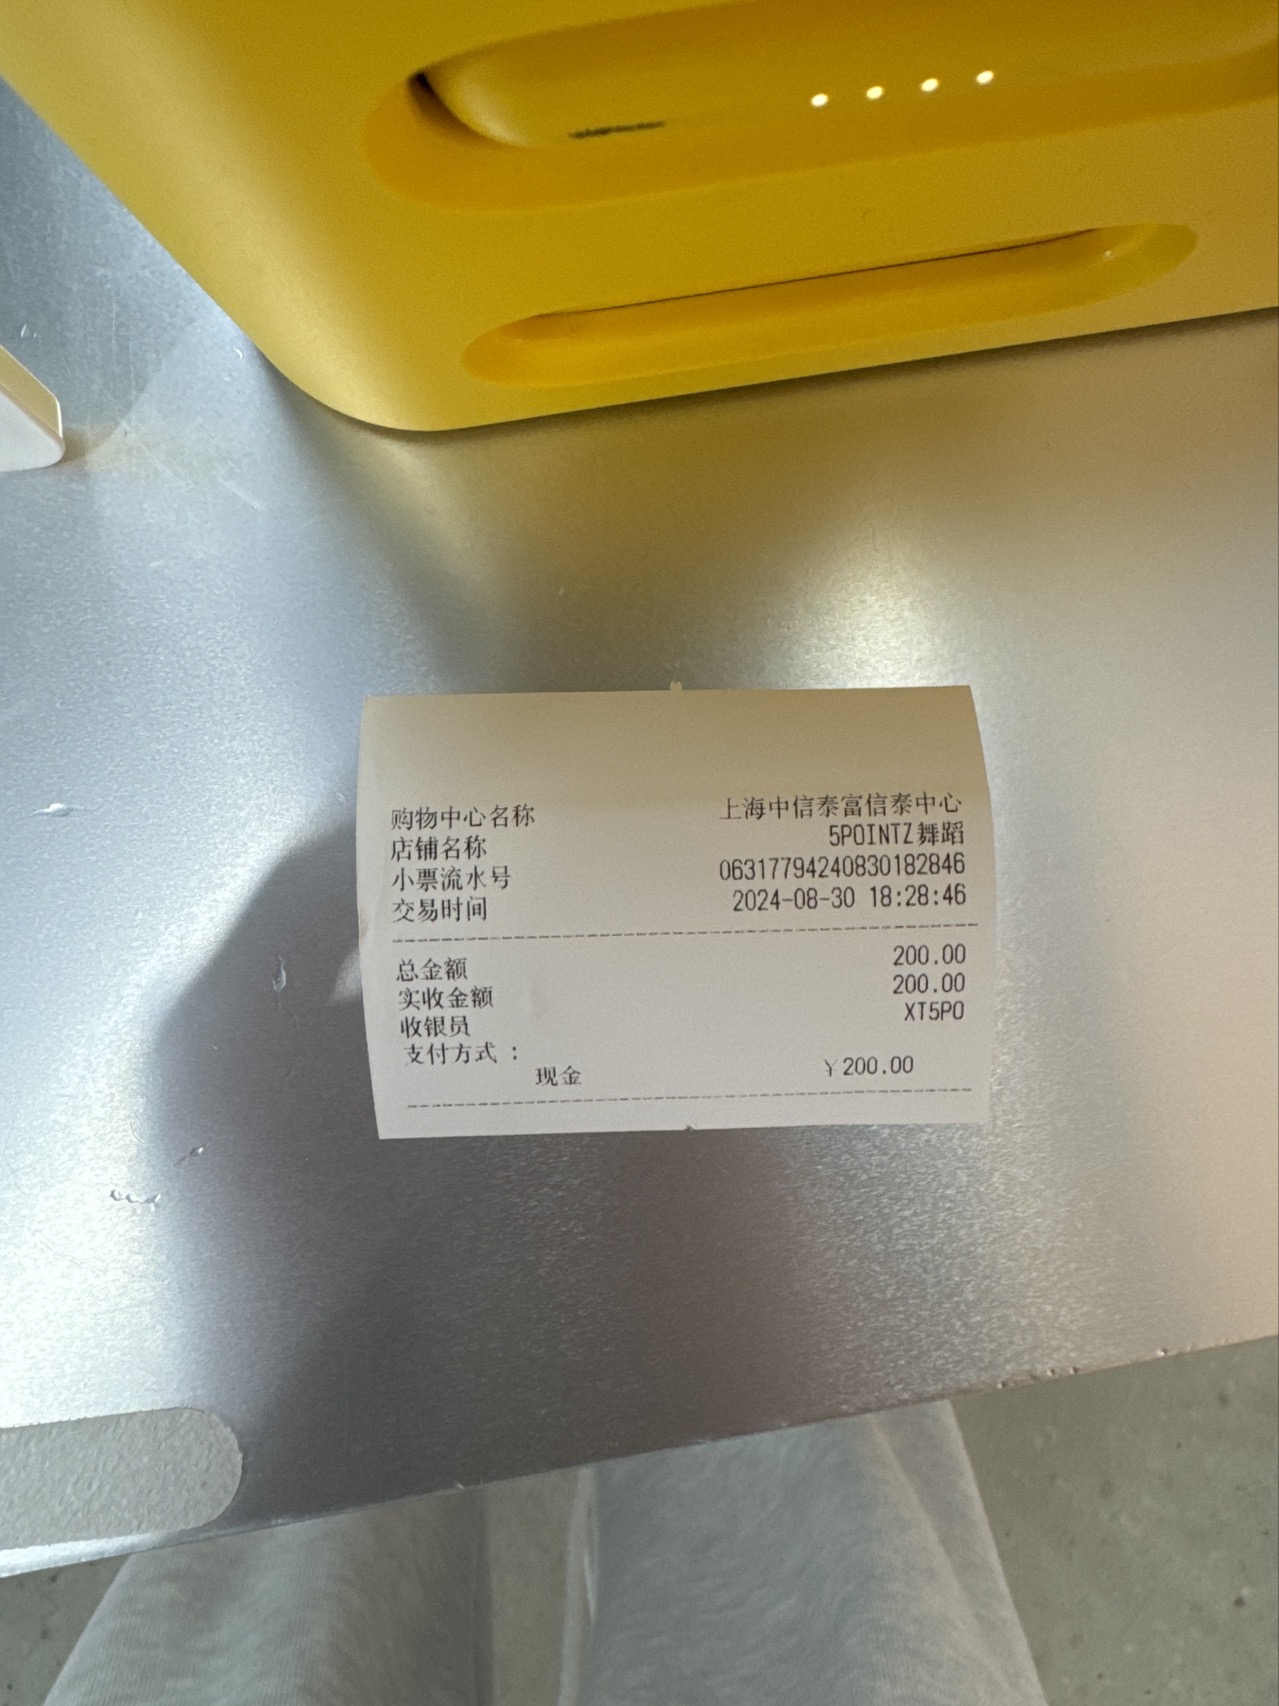 购物中心名称 上海中信泰富信泰中心
店铺名称 5POINTZ舞蹈
小票流水号 06317794240830182846
交易时间 2024-08-30 18:28:46
总金额 200.00
实收金额 200.00
收银员 XT5PO
支付方式：
现金 ￥200.00